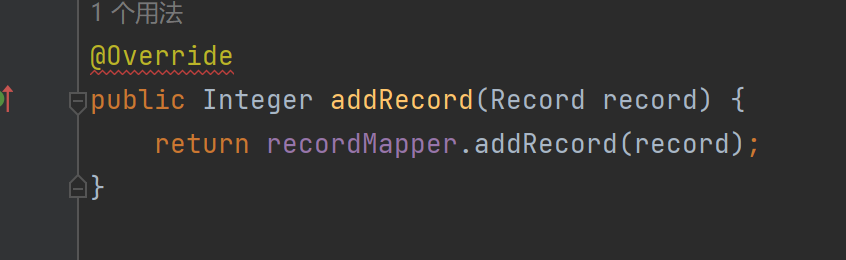 1 个用法
@Override
public Integer addRecord(Record record) {
    return recordMapper.addRecord(record);
}